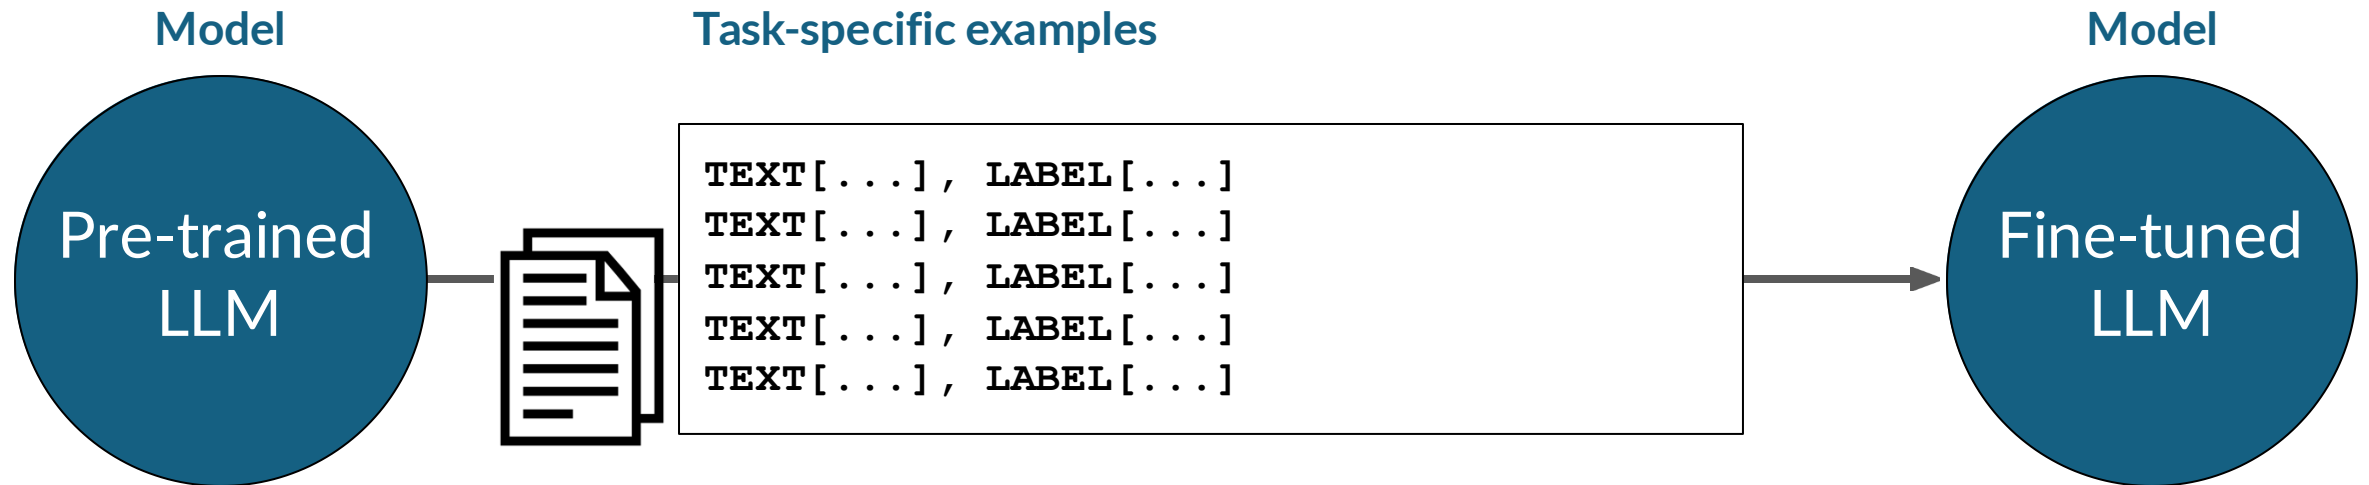 Model
Task-specific examples
Model
Pre-trained
LLM
TEXT[...], LABEL[...]
TEXT[...], LABEL[...]
TEXT[...], LABEL[...]
TEXT[...], LABEL[...]
TEXT[...], LABEL[...]
Fine-tuned
LLM